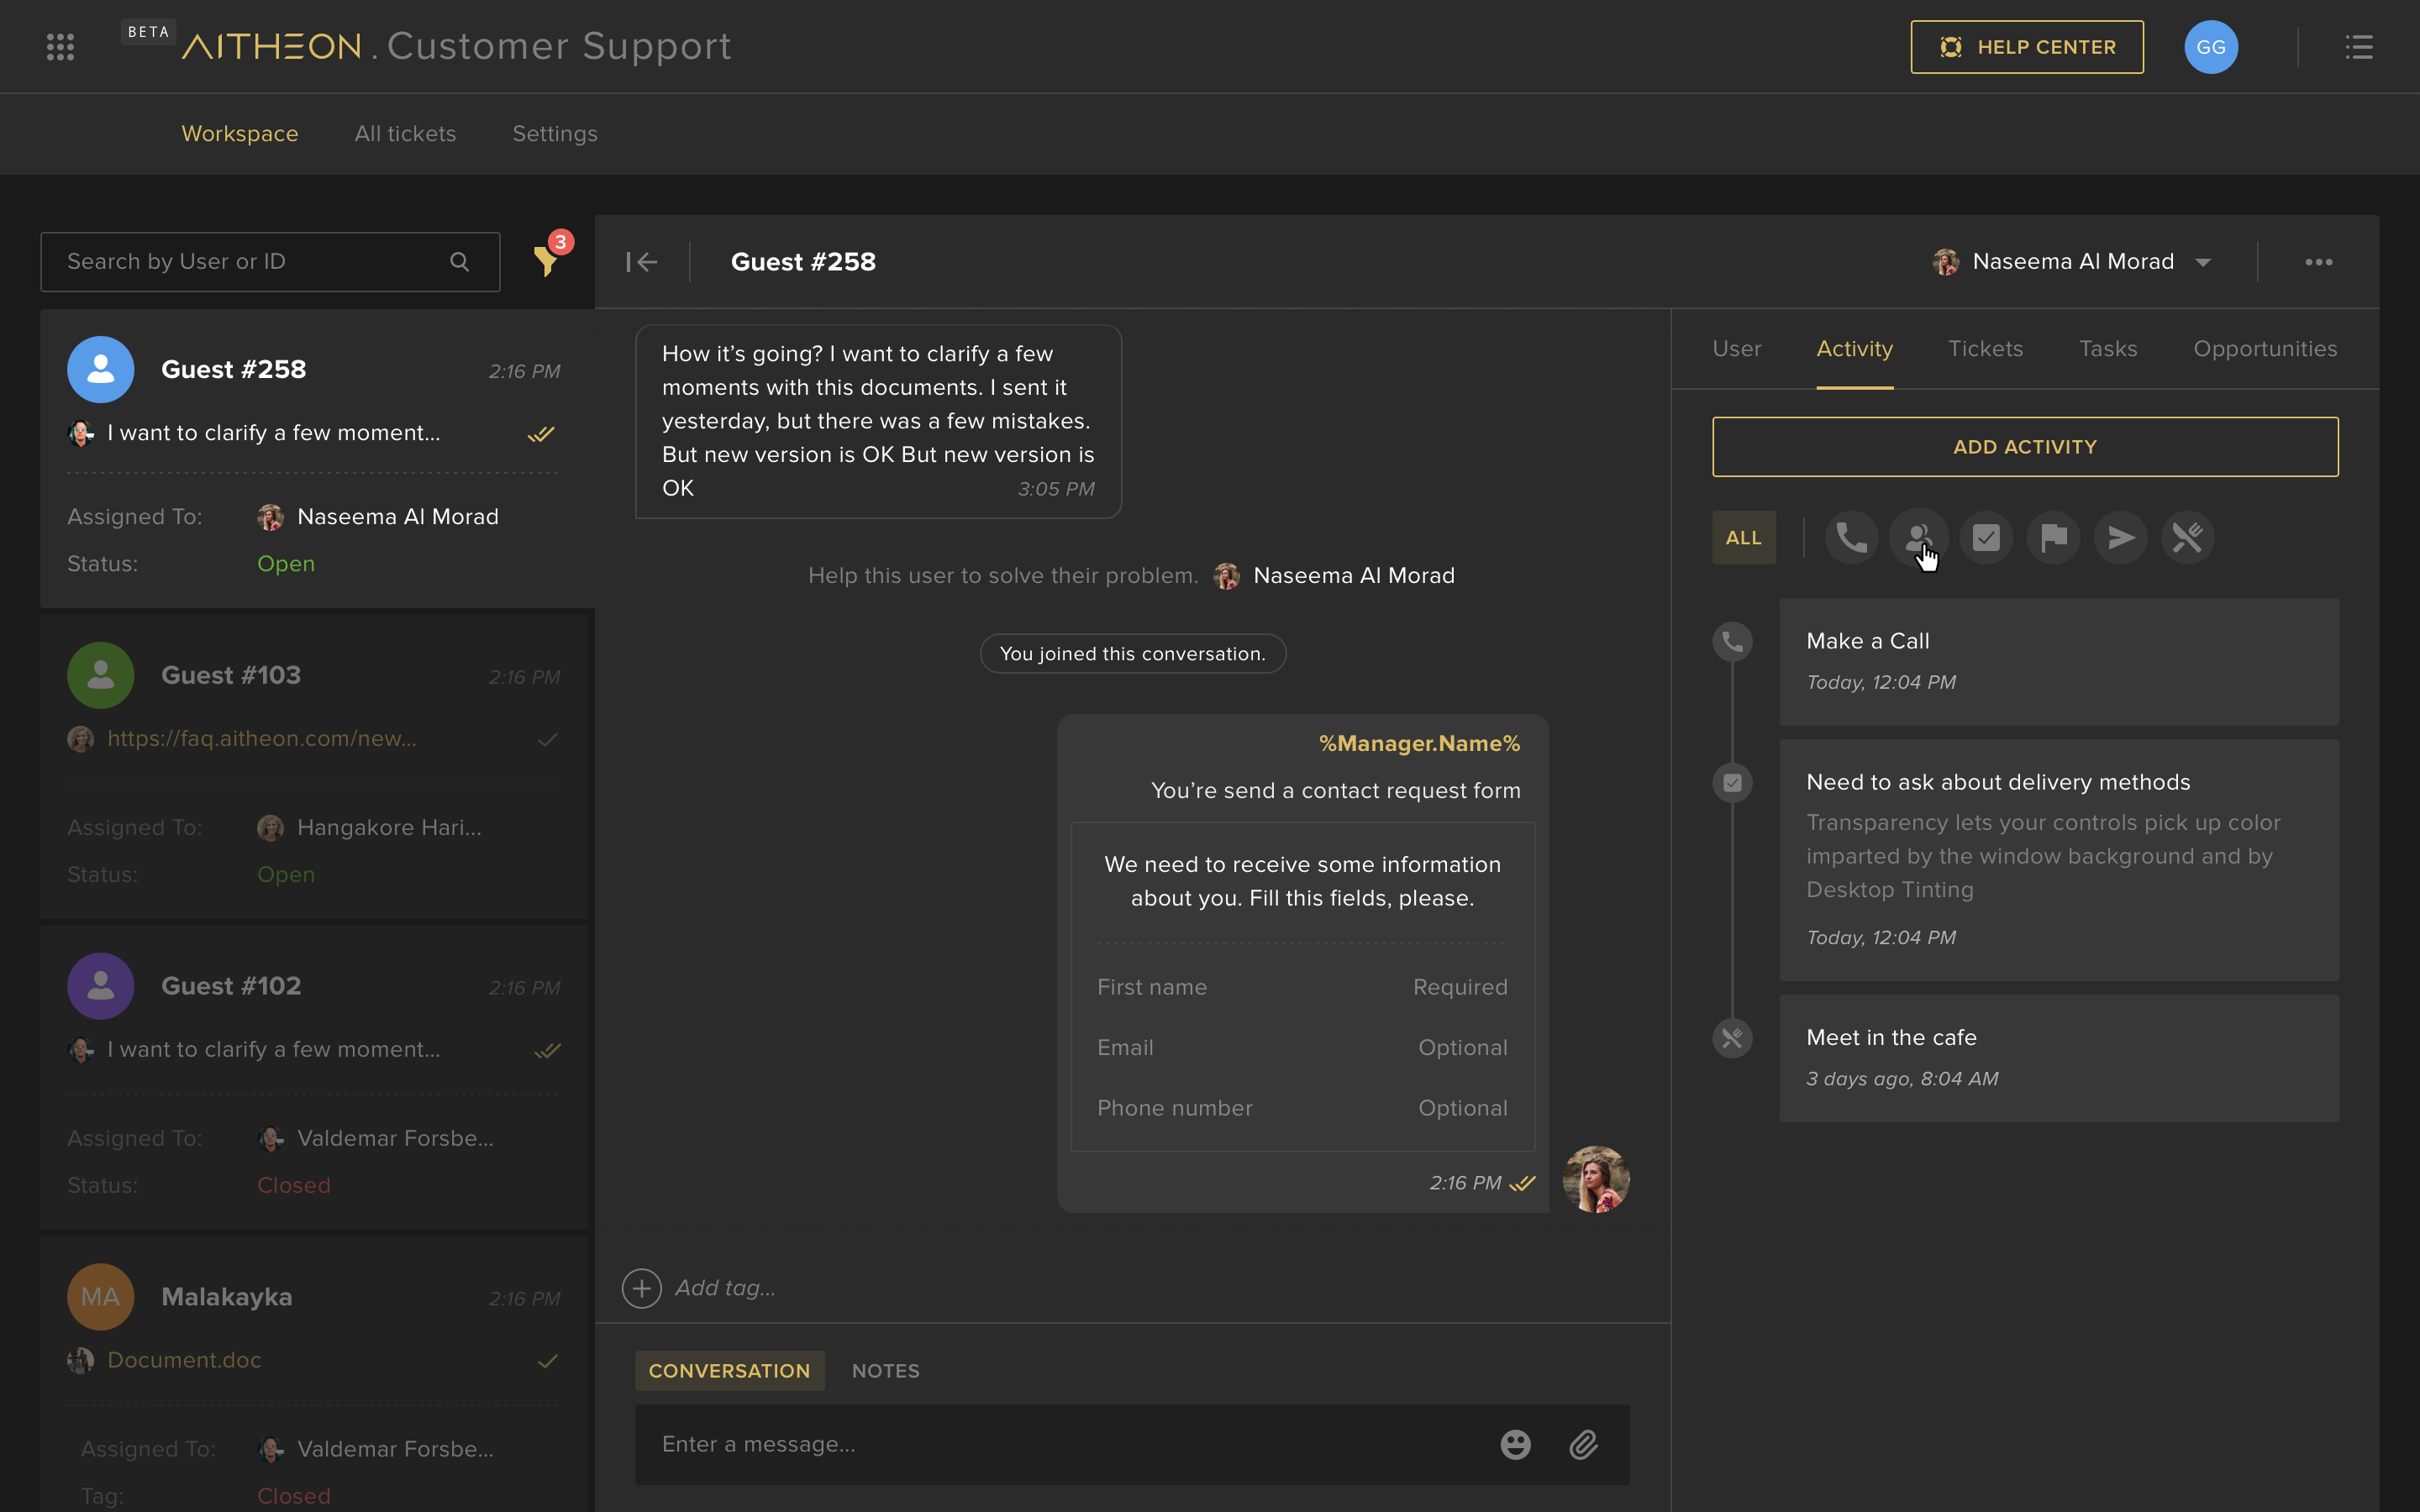 BETA
AITHEON . Customer Support
HELP CENTER
GG
Workspace
All tickets
Settings
Search by User or ID
3
Guest #258
2:16 PM
I want to clarify a few moment...
Assigned To:
Naseema Al Morad
Status:
Open
Guest #103
2:16 PM
https://faq.aitheon.com/new...
Assigned To:
Hangakore Hari...
Status:
Open
Guest #102
2:16 PM
I want to clarify a few moment...
Assigned To:
Valdemar Forsbe...
Status:
Closed
MA
Malakayka
2:16 PM
Document.doc
Assigned To:
Valdemar Forsbe...
Tag:
Closed
Guest #258
Naseema Al Morad
How it’s going? I want to clarify a few
moments with this documents. I sent it
yesterday, but there was a few mistakes.
But new version is OK But new version is
OK
3:05 PM
Help this user to solve their problem.
Naseema Al Morad
You joined this conversation.
%Manager.Name%
You’re send a contact request form
We need to receive some information
about you. Fill this fields, please.
First name
Required
Email
Optional
Phone number
Optional
2:16 PM
Add tag...
CONVERSATION
NOTES
Enter a message...
User
Activity
Tickets
Tasks
Opportunities
ADD ACTIVITY
ALL
Make a Call
Today, 12:04 PM
Need to ask about delivery methods
Transparency lets your controls pick up color
imparted by the window background and by
Desktop Tinting
Today, 12:04 PM
Meet in the cafe
3 days ago, 8:04 AM